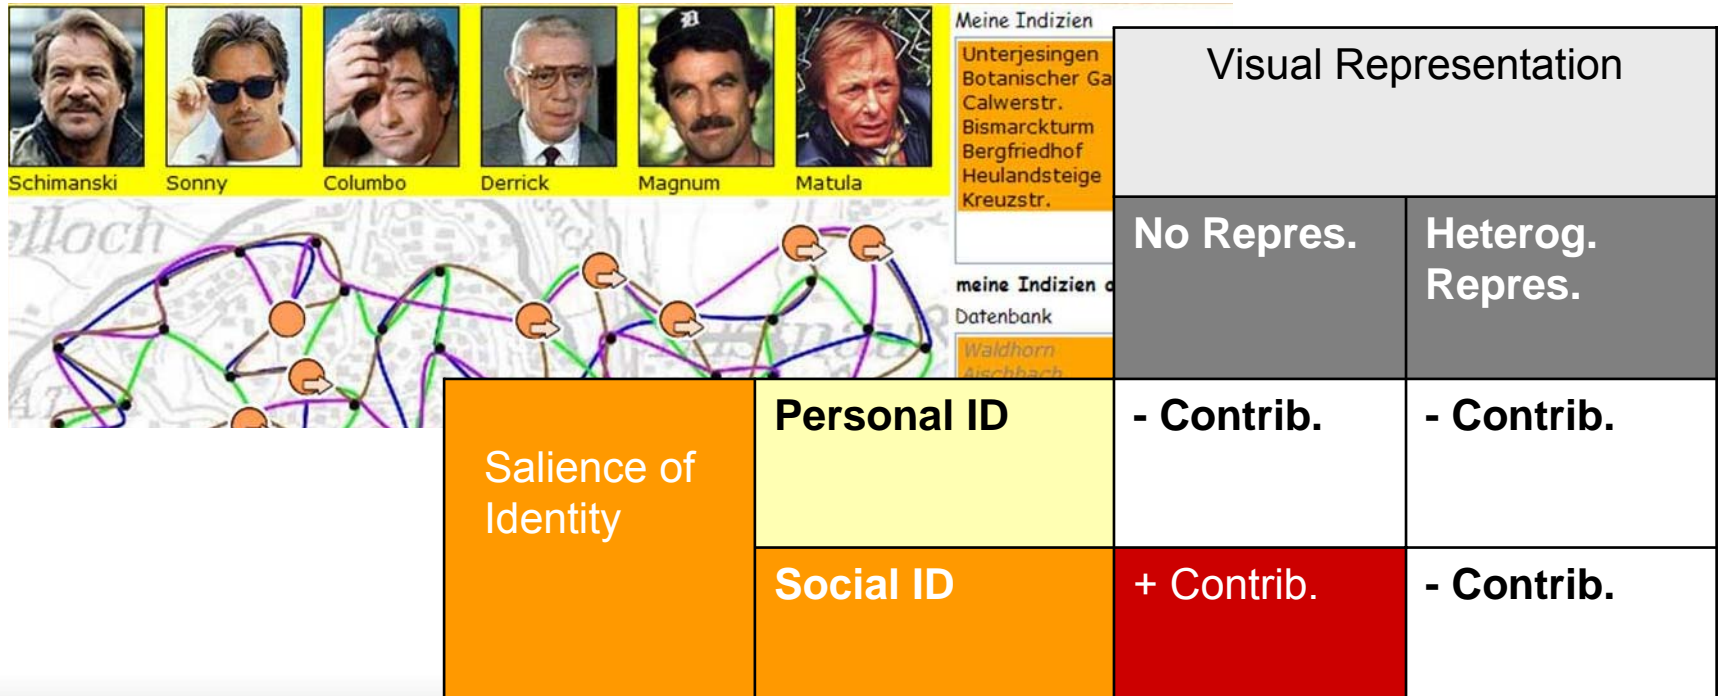 Schimanski
Sonny
Columbo
Derrick
Magnum
Matula
Meine Indizien
Unterjesingen
Botanischer Ga
Calwerstr.
Bismarckturm
Bergfriedhof
Heulandsteige
Kreuzstr.
meine Indizien
Datenbank
Waldhorn
Aischbach
Visual Representation
No Repres.
Heterog.
Repres.
Salience of
Identity
Personal ID
- Contrib.
- Contrib.
Social ID
+ Contrib.
- Contrib.